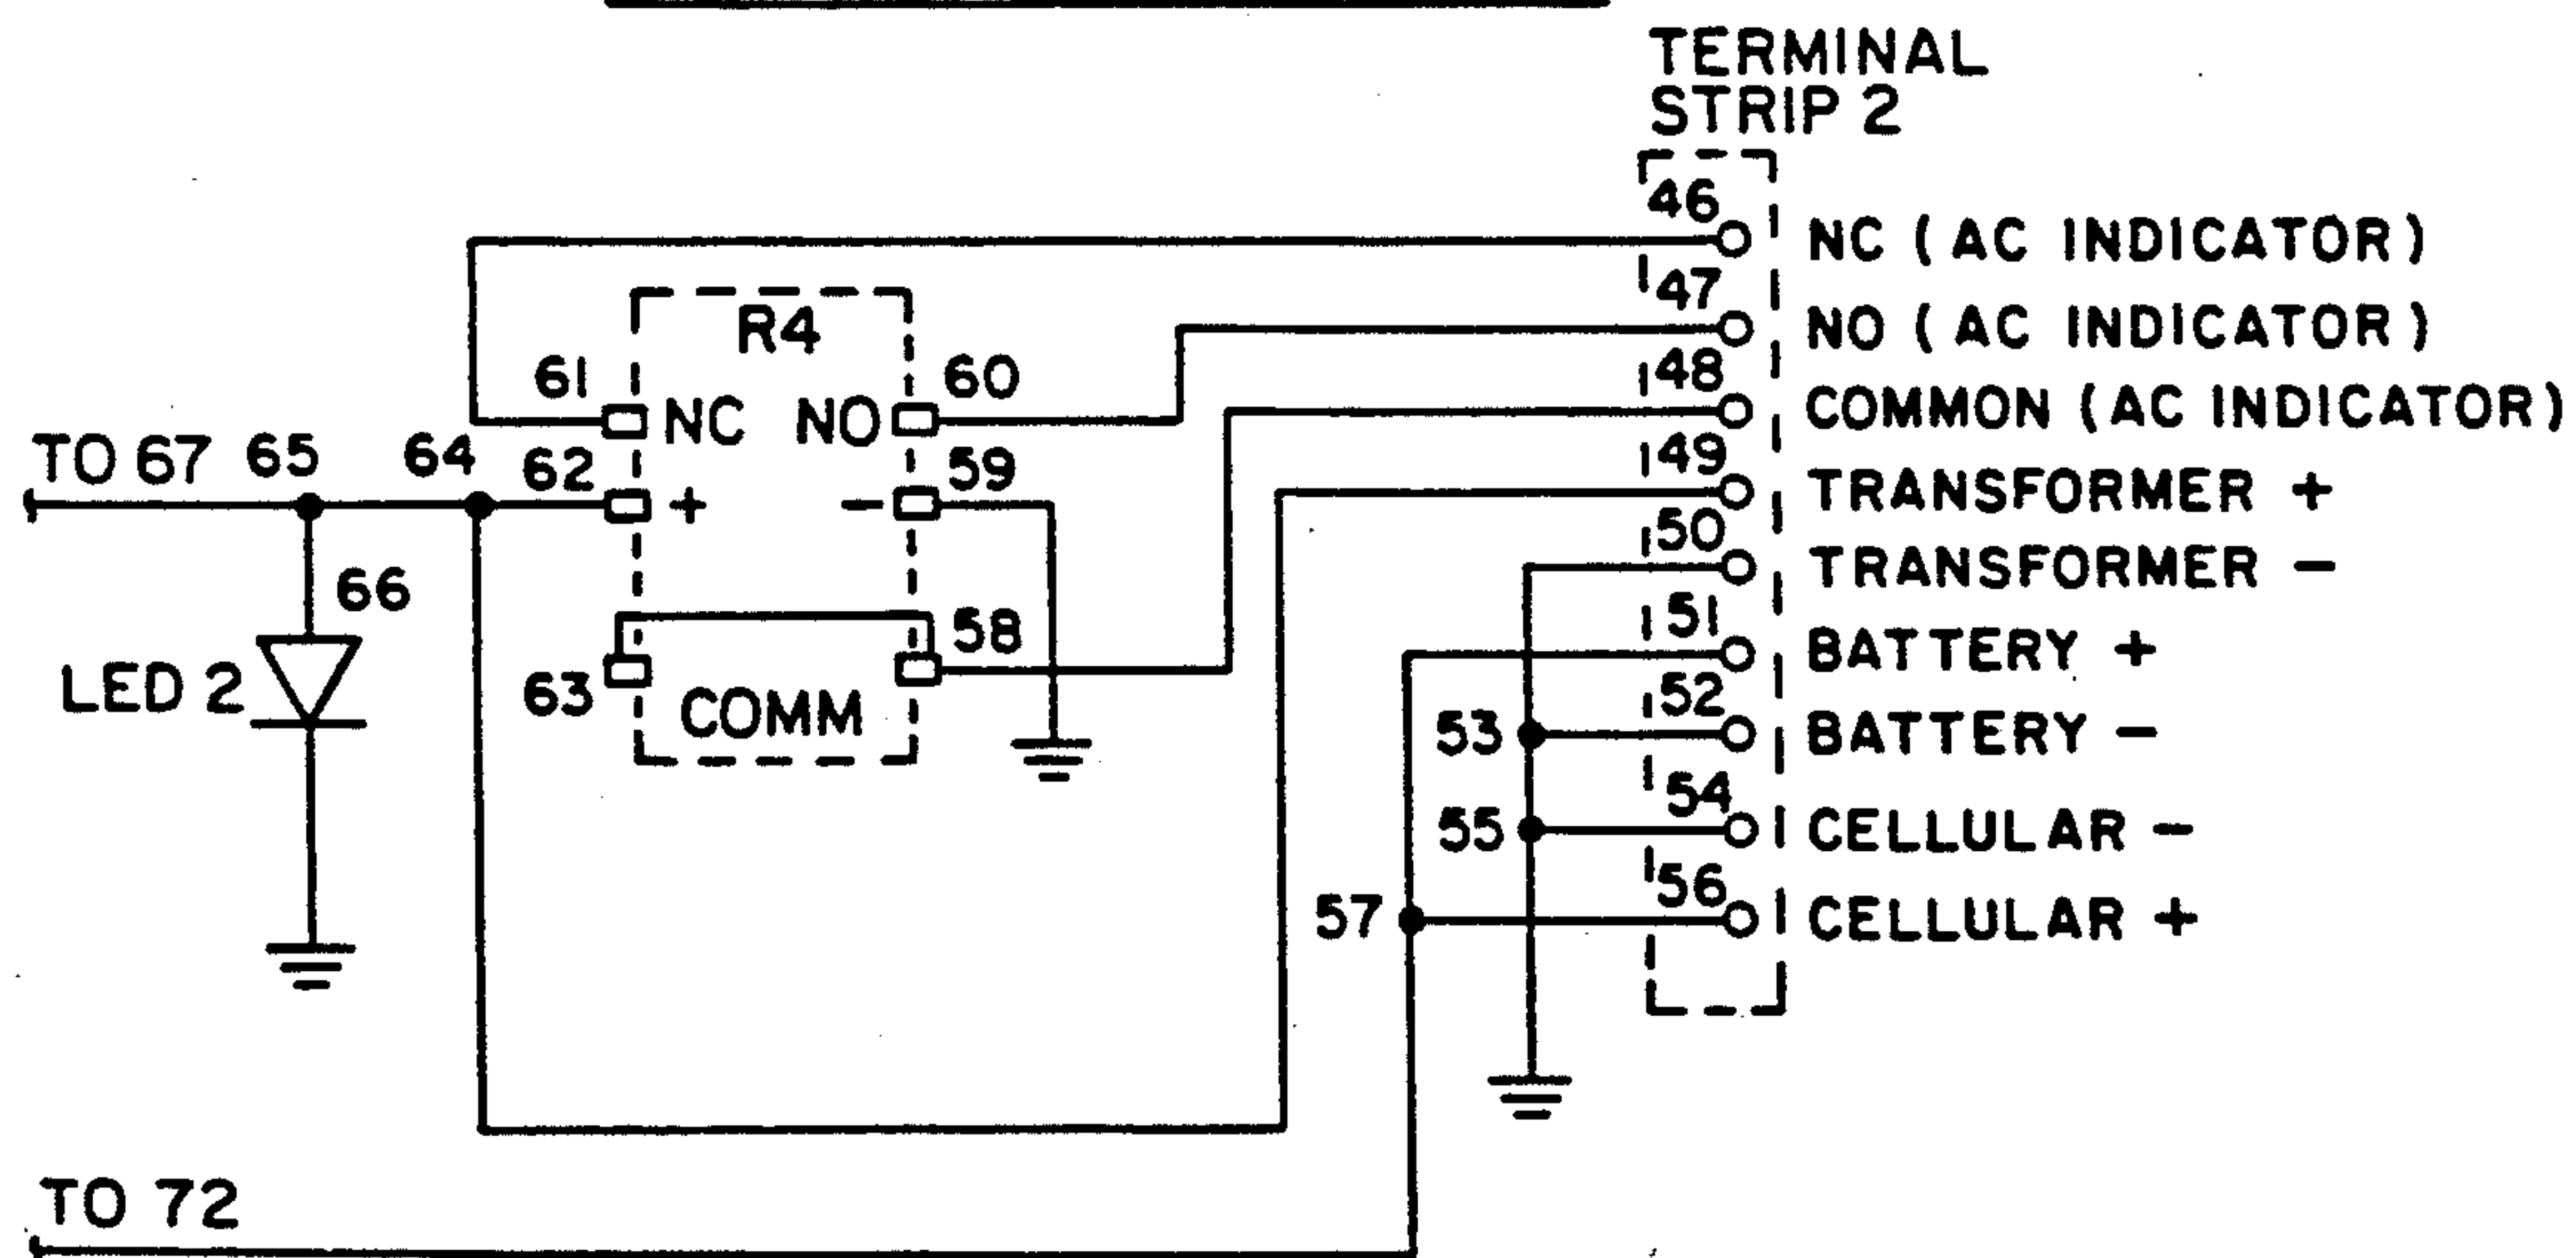 TERMINAL
STRIP 2
46
NC (AC INDICATOR)
47
NO (AC INDICATOR)
48
COMMON (AC INDICATOR)
49
TRANSFORMER +
50
TRANSFORMER -
51
BATTERY +
52
BATTERY -
53
54
CELLULAR -
55
56
CELLULAR +
57
R4
61
NC NO
60
TO 67
65
64
62
+ -
59
66
LED 2
63
COMM
58
TO 72